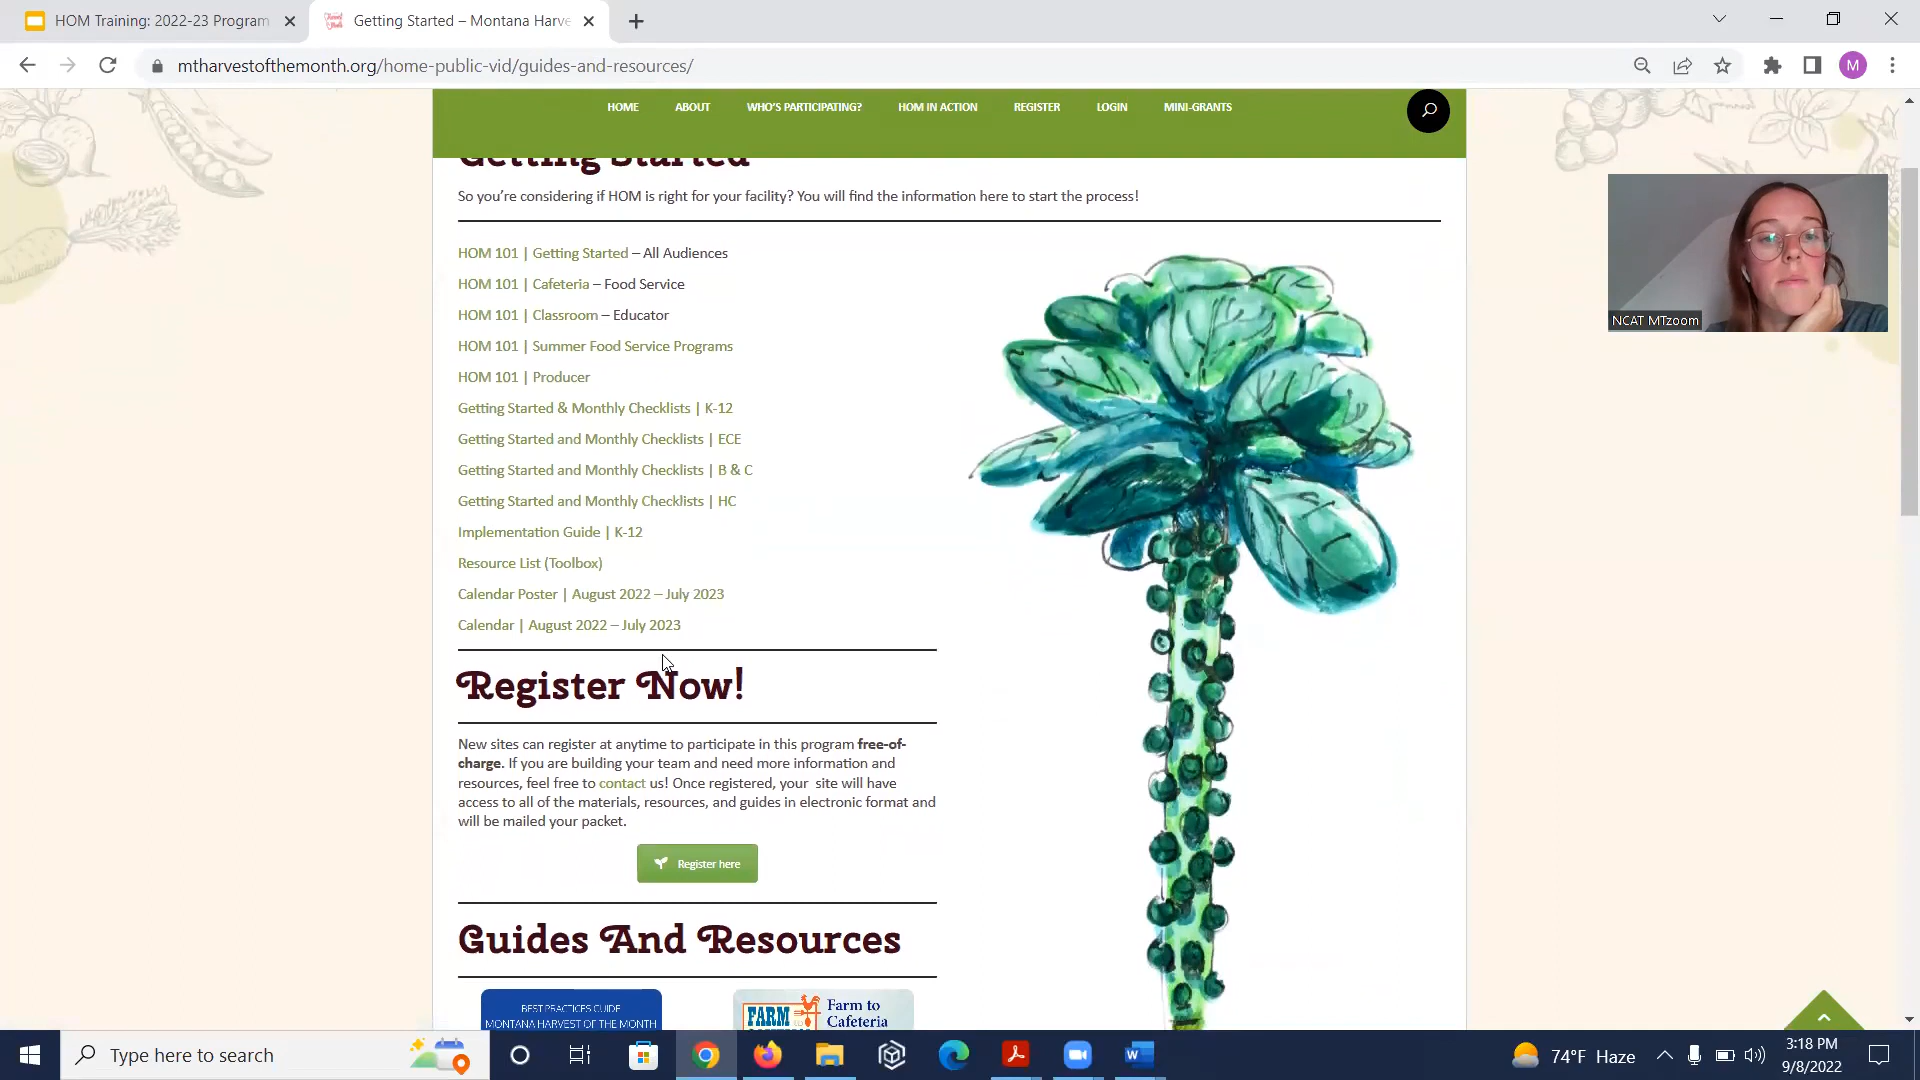 HOM Training: 2022-23 Program
Getting Started – Montana Harve
mtharvestofthemonth.org/home-public-vid/guides-and-resources/
M
HOME ABOUT WHO'S PARTICIPATING? HOM IN ACTION REGISTER LOGIN MINI-GRANTS
Getting Started
So you're considering if HOM is right for your facility? You will find the information here to start the process!
HOM 101 | Getting Started – All Audiences
HOM 101 | Cafeteria – Food Service
HOM 101 | Classroom – Educator
HOM 101 | Summer Food Service Programs
HOM 101 | Producer
Getting Started & Monthly Checklists | K-12
Getting Started and Monthly Checklists | ECE
Getting Started and Monthly Checklists | B & C
Getting Started and Monthly Checklists | HC
Implementation Guide | K-12
Resource List (Toolbox)
Calendar Poster | August 2022 – July 2023
Calendar | August 2022 – July 2023
NCAT MTzoom
Register Now!
New sites can register at anytime to participate in this program free-of-
charge. If you are building your team and need more information and
resources, feel free to contact us! Once registered, your site will have
access to all of the materials, resources, and guides in electronic format and
will be mailed your packet.
Register here
Guides And Resources
BEST PRACTICES GUIDE
MONTANA HARVEST OF THE MONTH
FARM
Farm to
Cafeteria
Type here to search
74°F Haze
3:18 PM
9/8/2022